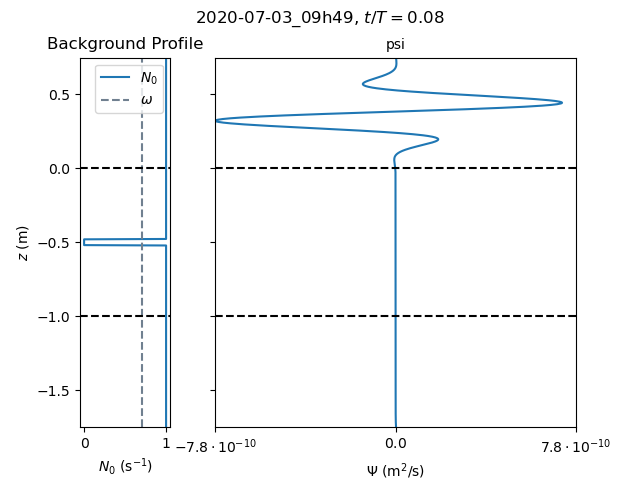 2020-07-03_09h49, t/T = 0.08
Background Profile
psi
N₀
ω
0.5
0.0
−0.5
−1.0
−1.5
z (m)
0
1
N₀ (s⁻¹)
−7.8 · 10⁻¹⁰
0.0
7.8 · 10⁻¹⁰
Ψ (m²/s)